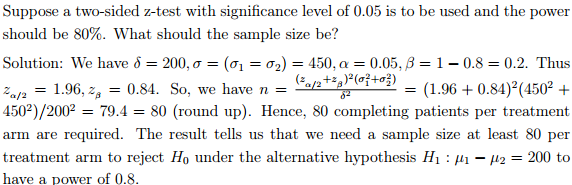 Suppose a two-sided z-test with significance level of 0.05 is to be used and the power
should be 80%. What should the sample size be?
Solution: We have δ = 200, σ = (σ₁ = σ₂) = 450, α = 0.05, β = 1 − 0.8 = 0.2. Thus
z_{α/2} = 1.96, z_β = 0.84. So, we have n = (z_{α/2}+z_β)²(σ₁²+σ₂²)/δ² = (1.96 + 0.84)²(450² +
450²)/200² = 79.4 = 80 (round up). Hence, 80 completing patients per treatment
arm are required. The result tells us that we need a sample size at least 80 per
treatment arm to reject H₀ under the alternative hypothesis H₁ : μ₁ − μ₂ = 200 to
have a power of 0.8.